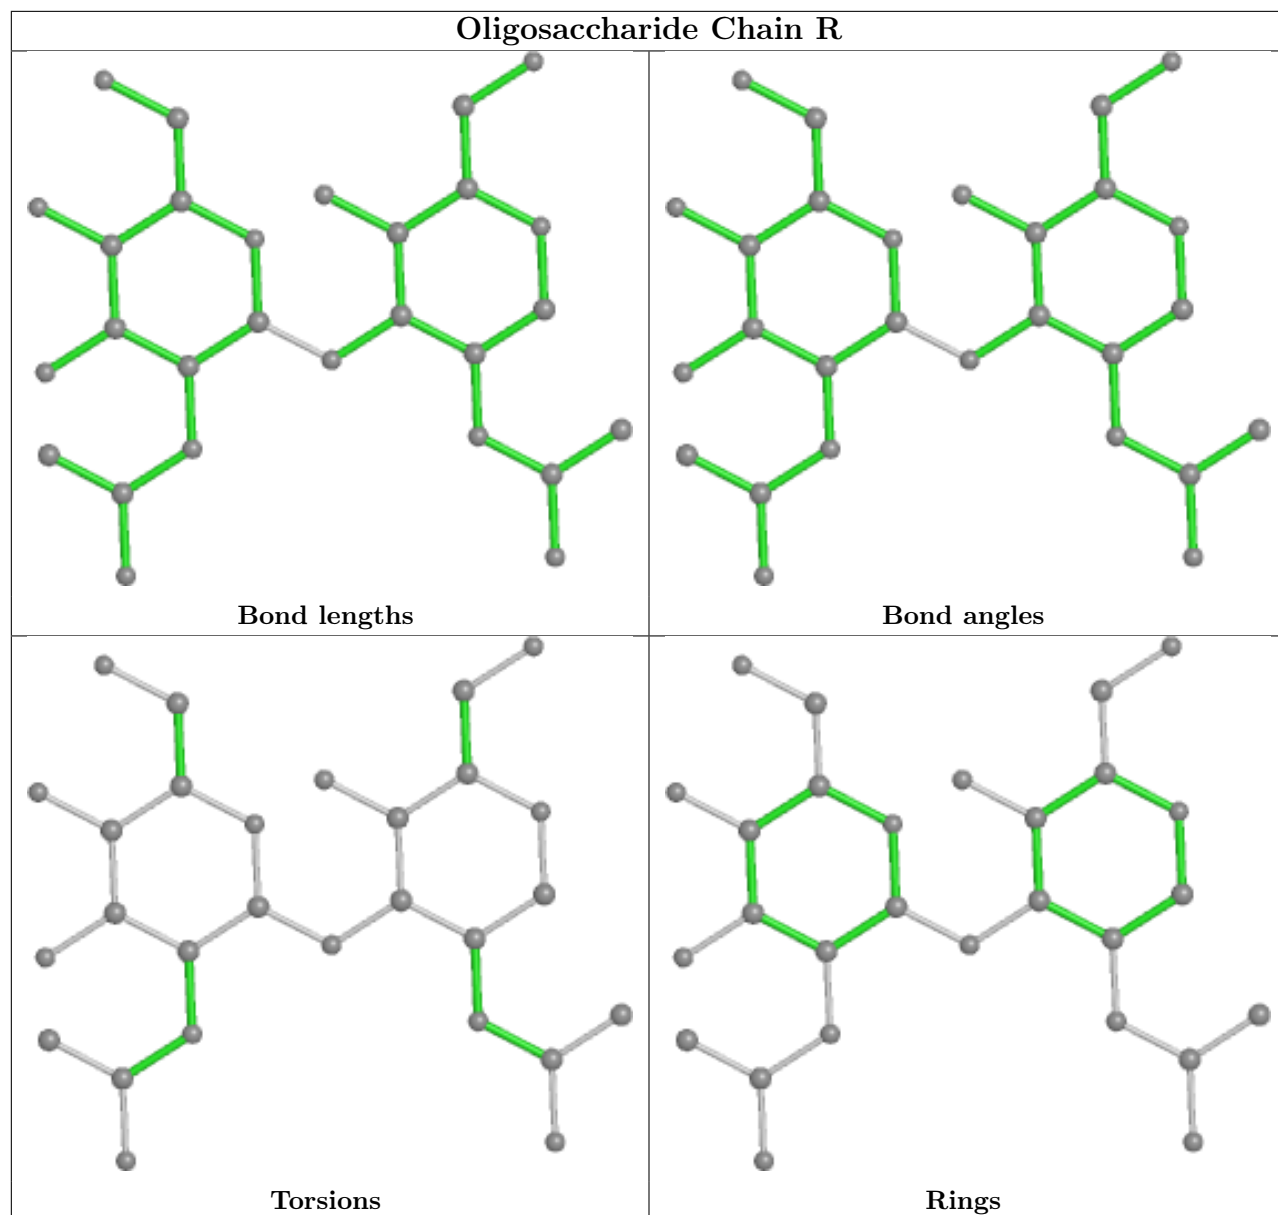 Oligosaccharide Chain R
Bond lengths
Bond angles
Torsions
Rings